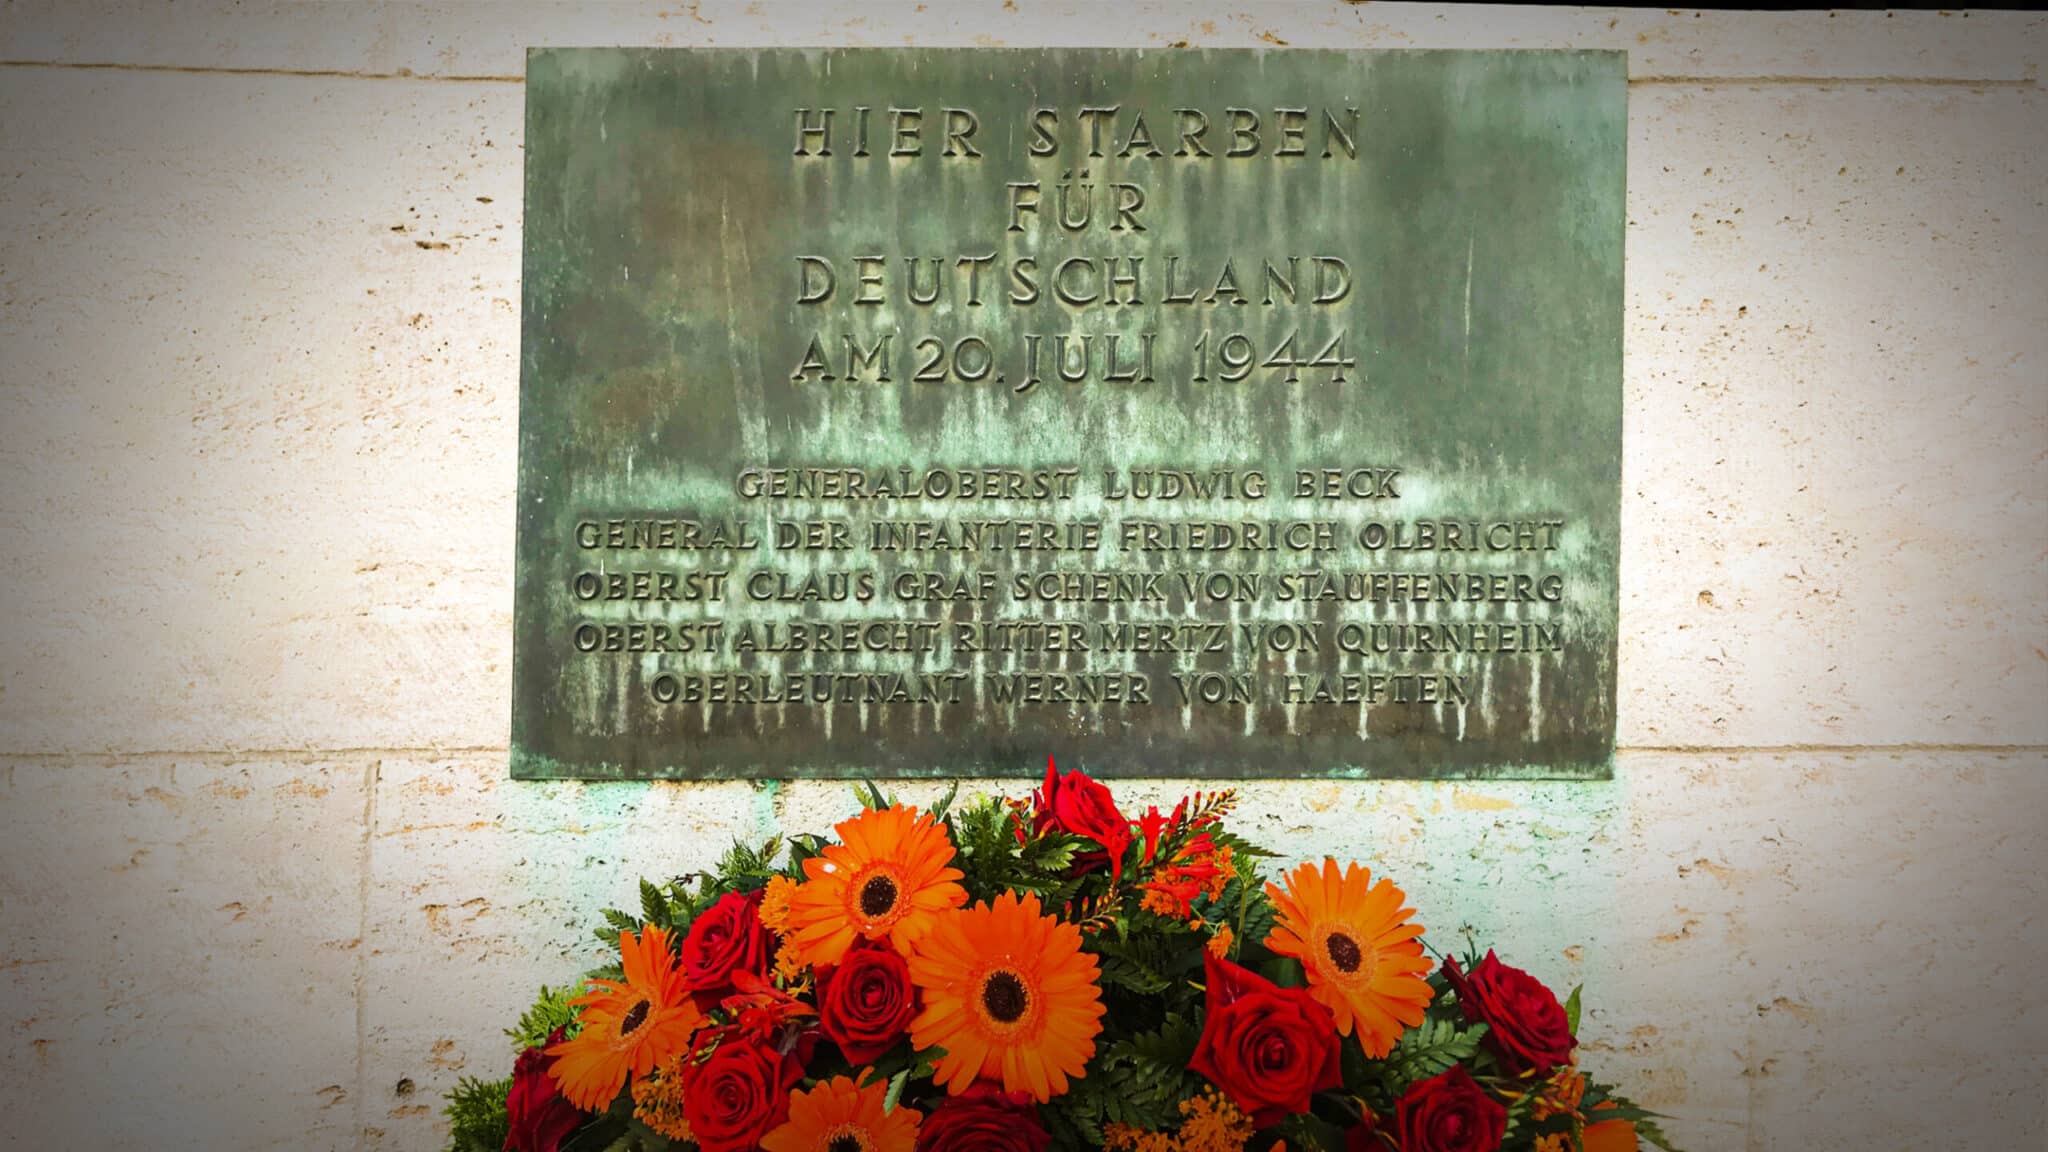 HIER STARBEN
FÜR
DEUTSCHLAND
AM 20. JULI 1944
GENERALOBERST LUDWIG BECK
GENERAL DER INFANTERIE FRIEDRICH OLBRICHT
OBERST CLAUS GRAF SCHENK VON STAUFFENBERG
OBERST ALBRECHT RITTER MERTZ VON QUIRNHEIM
OBERLEUTNANT WERNER VON HAEFTEN